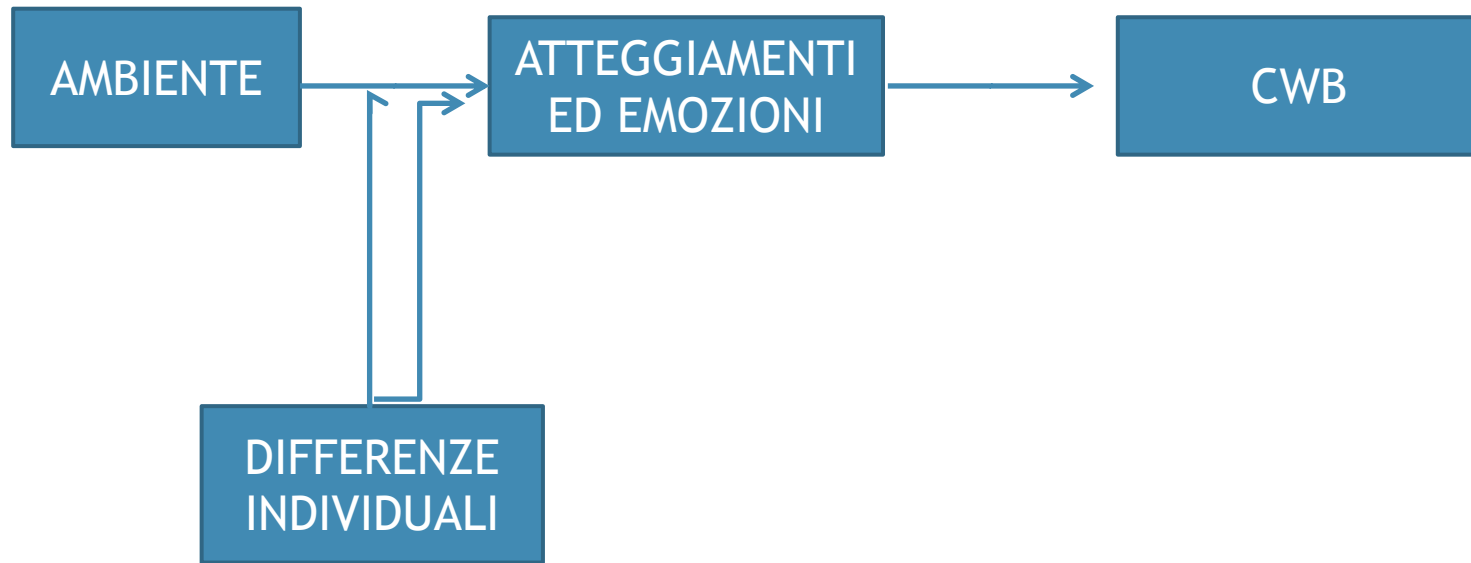 AMBIENTE
ATTEGGIAMENTI
ED EMOZIONI
CWB
DIFFERENZE
INDIVIDUALI